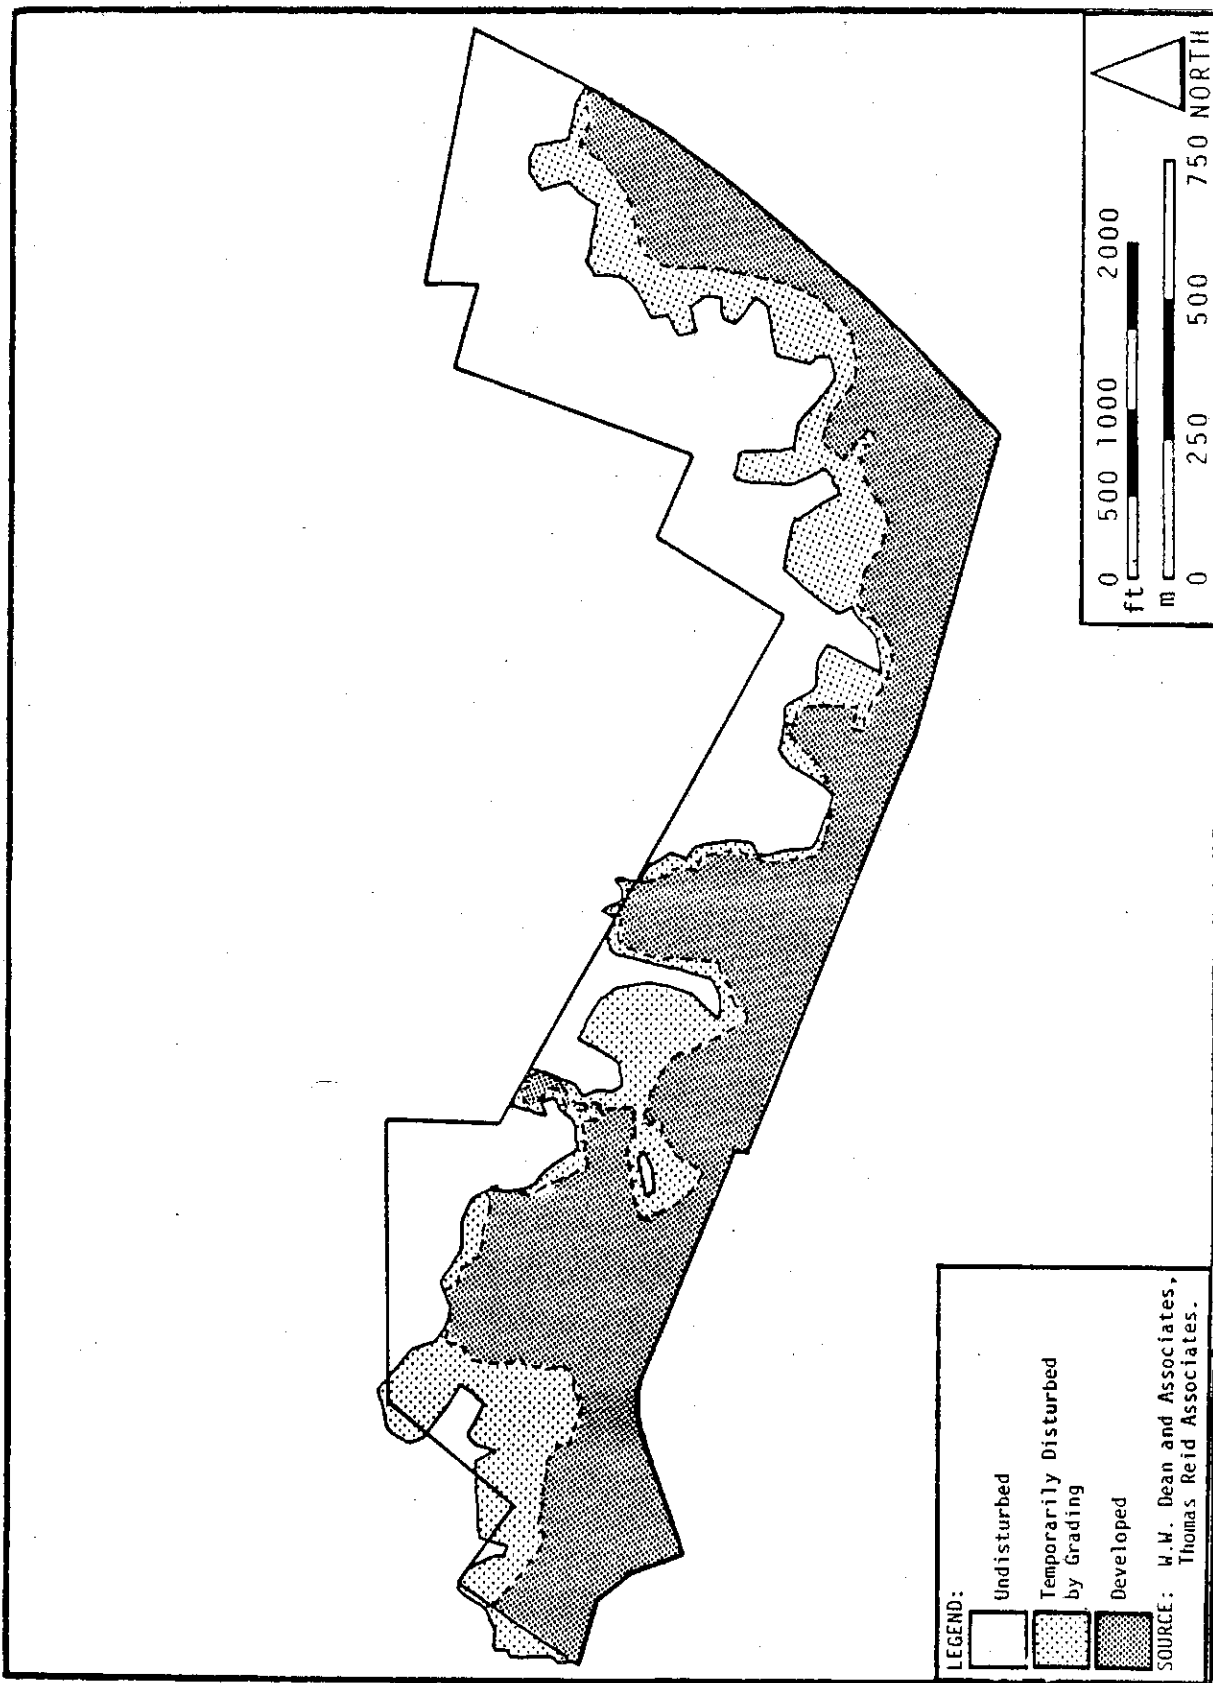 LEGEND:
Undisturbed
Temporarily Disturbed
by Grading
Developed
SOURCE: W.W. Dean and Associates,
Thomas Reid Associates.
0 500 1000 2000
ft
m
0 250 500 750 NORTH